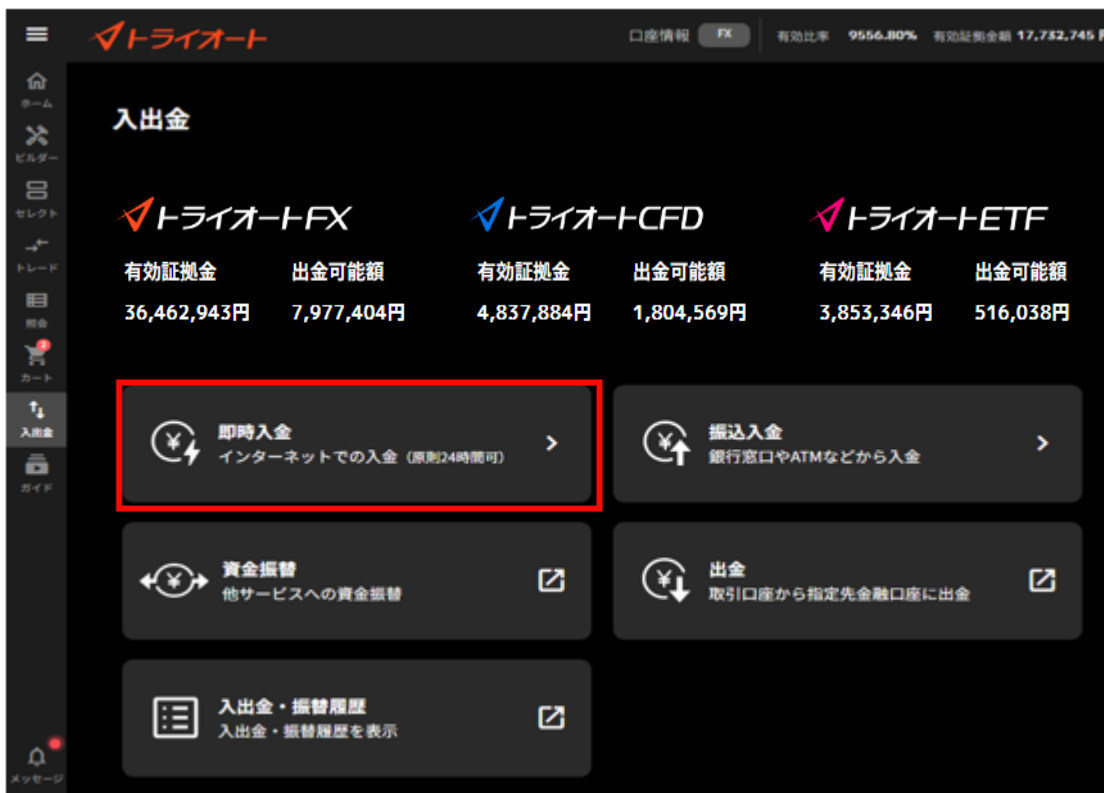 トライオート
口座情報 FX 有効比率 9556.80% 有効証拠金額 17,732,745
ホーム
ビルダー
セレクト
トレード
照会
カート
2
入出金
ガイド
メッセージ
入出金
トライオートFX
有効証拠金 出金可能額
36,462,943円 7,977,404円
トライオートCFD
有効証拠金 出金可能額
4,837,884円 1,804,569円
トライオートETF
有効証拠金 出金可能額
3,853,346円 516,038円
即時入金
インターネットでの入金（原則24時間可）
振込入金
銀行窓口やATMなどから入金
資金振替
他サービスへの資金振替
出金
取引口座から指定先金融口座に出金
入出金・振替履歴
入出金・振替履歴を表示